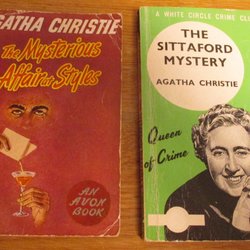 AGATHA CHRISTIE
The Mysterious
Affair at Styles
AN
AVON
BOOK
A WHITE CIRCLE CRIME CL
THE
SITTAFORD
MYSTERY
AGATHA CHRISTIE
Queen
of Crime